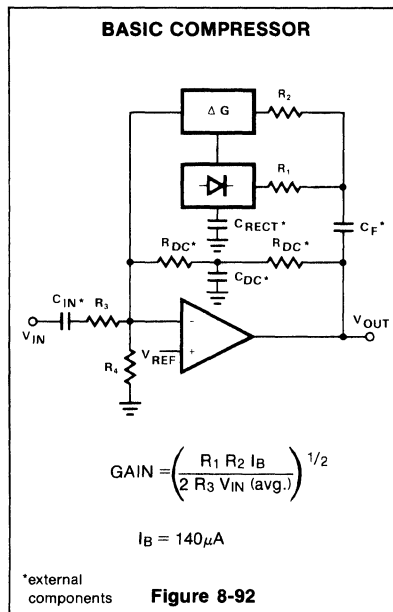 BASIC COMPRESSOR
Δ G
R2
R1
CRECT*
CF*
RDC*
RDC*
CDC*
CIN*
R3
VIN
VREF
-
+
VOUT
R4
GAIN = (R1 R2 IB / 2 R3 VIN (avg.)) 1/2
IB = 140µA
*external
components
Figure 8-92